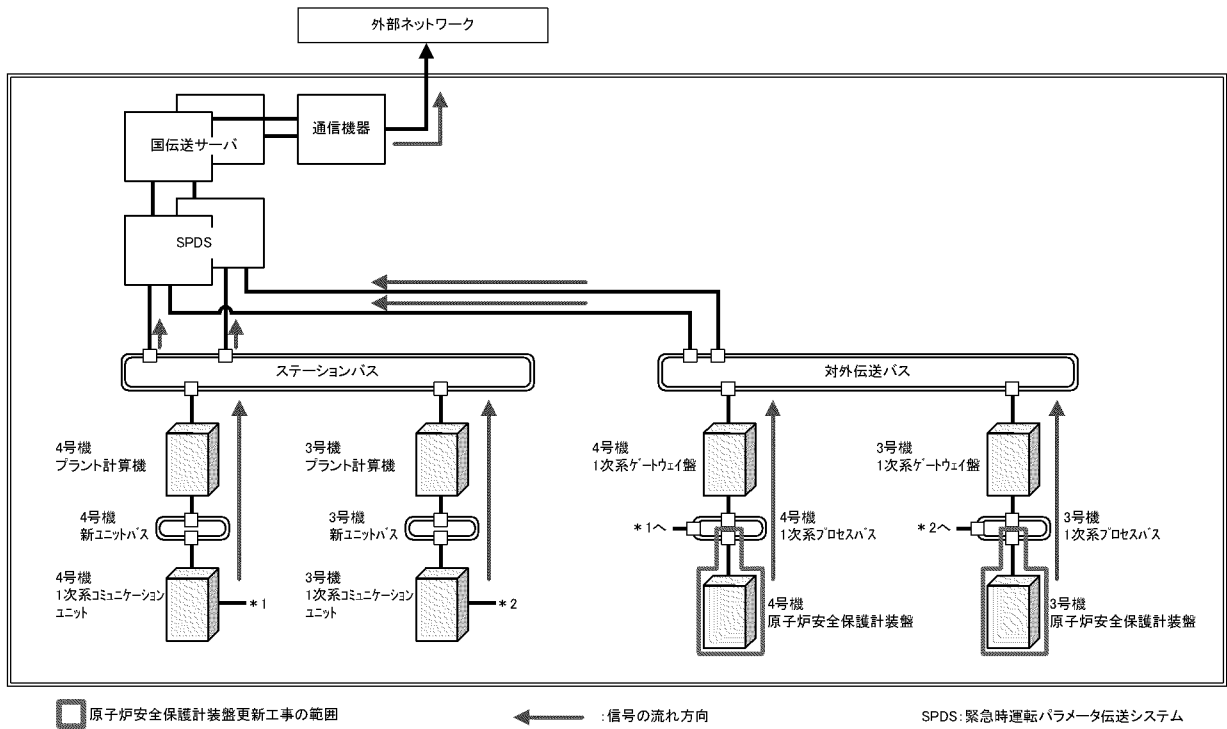 外部ネットワーク
国伝送サーバ
通信機器
SPDS
ステーションバス
対外伝送バス
4号機
プラント計算機
3号機
プラント計算機
4号機
1次系ゲートウェイ盤
3号機
1次系ゲートウェイ盤
4号機
新ユニットバス
3号機
新ユニットバス
*1へ
4号機
1次系プロセスバス
*2へ
3号機
1次系プロセスバス
4号機
1次系コミュニケーション
ユニット
*1
3号機
1次系コミュニケーション
ユニット
*2
4号機
原子炉安全保護計装盤
3号機
原子炉安全保護計装盤
原子炉安全保護計装盤更新工事の範囲
:信号の流れ方向
SPDS:緊急時運転パラメータ伝送システム